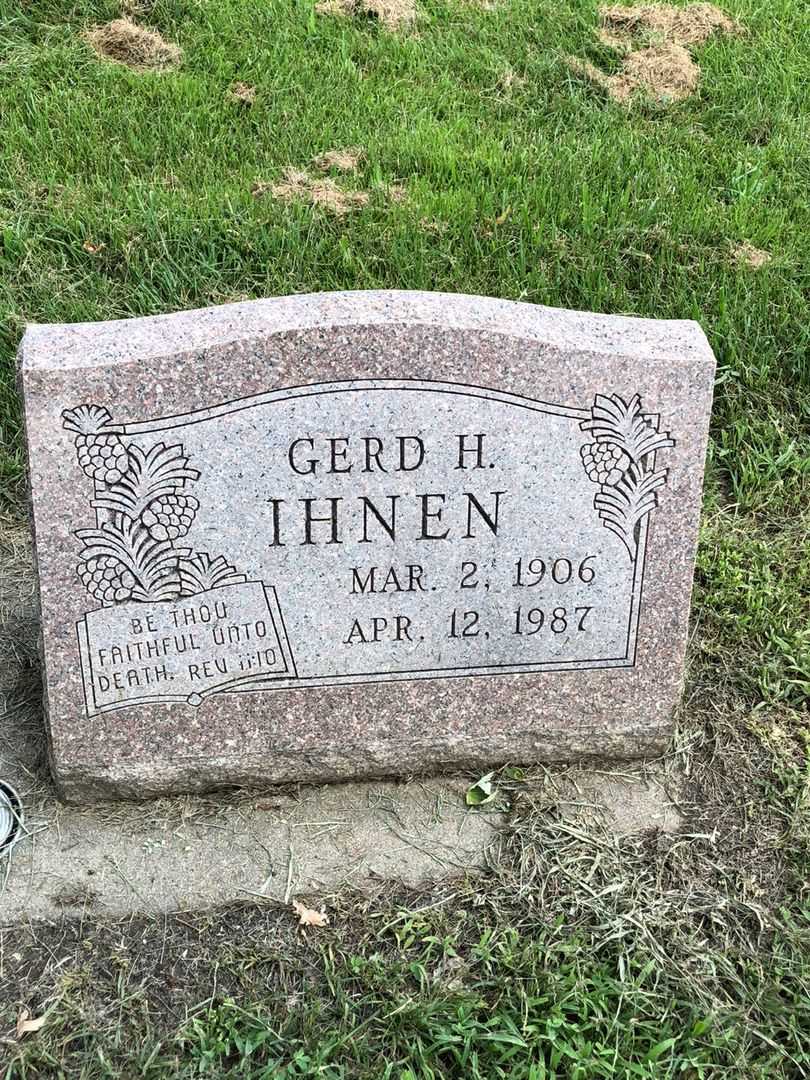 GERD H.
IHNEN
MAR. 2, 1906
APR. 12, 1987
BE THOU
FAITHFUL UNTO
DEATH. REV II:10